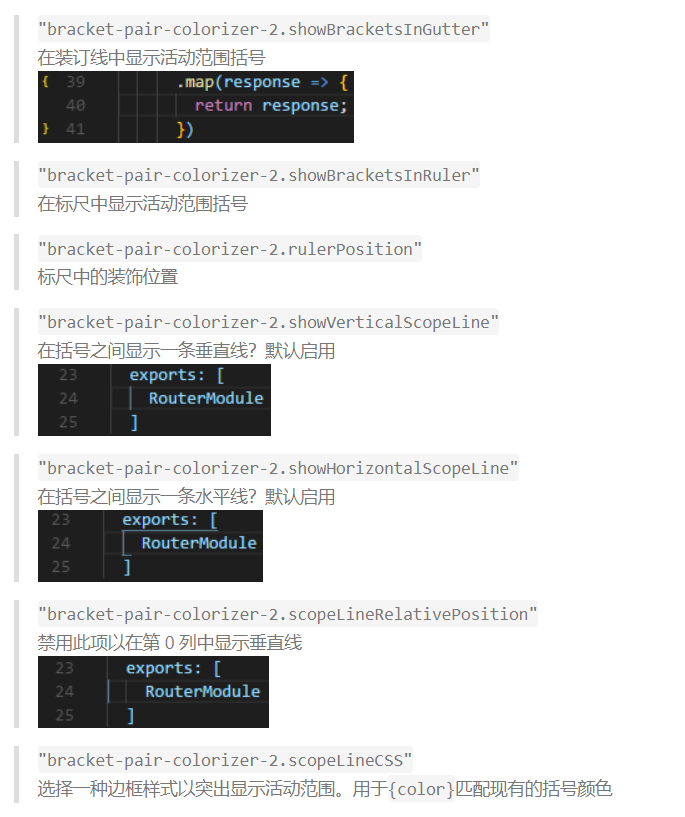 "bracket-pair-colorizer-2.showBracketsInGutter"
在装订线中显示活动范围括号
{ 39 .map(response => {
40 return response;
} 41 })
"bracket-pair-colorizer-2.showBracketsInRuler"
在标尺中显示活动范围括号
"bracket-pair-colorizer-2.rulerPosition"
标尺中的装饰位置
"bracket-pair-colorizer-2.showVerticalScopeLine"
在括号之间显示一条垂直线？默认启用
23 exports: [
24 RouterModule
25 ]
"bracket-pair-colorizer-2.showHorizontalScopeLine"
在括号之间显示一条水平线？默认启用
23 exports: [
24 RouterModule
25 ]
"bracket-pair-colorizer-2.scopeLineRelativePosition"
禁用此项以在第 0 列中显示垂直线
23 exports: [
24 RouterModule
25 ]
"bracket-pair-colorizer-2.scopeLineCSS"
选择一种边框样式以突出显示活动范围。用于{color}匹配现有的括号颜色